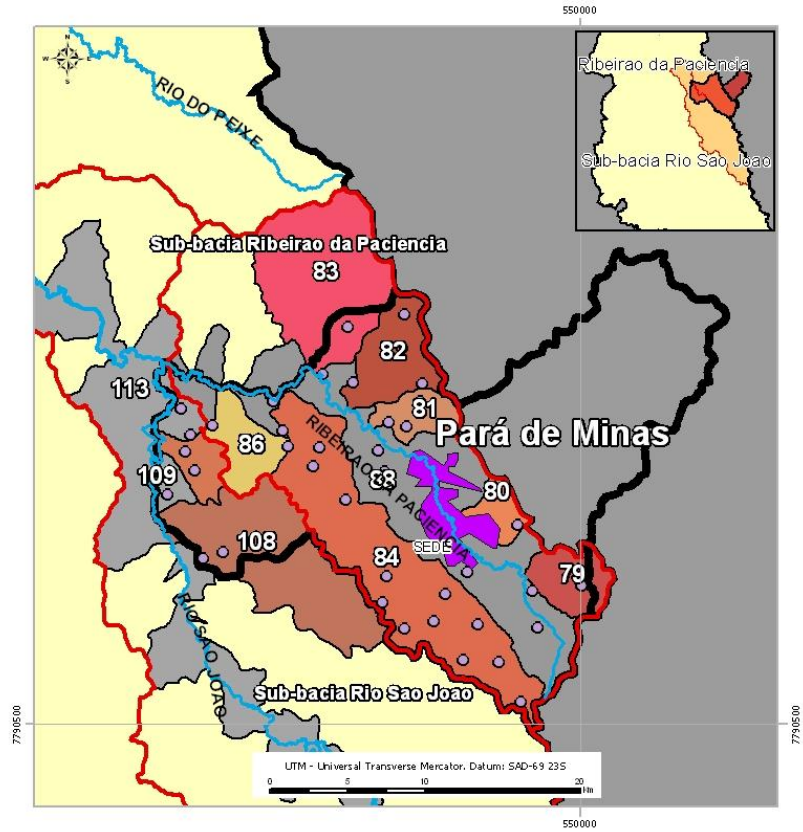 550000
N
W E
S
Ribeirao da Paciencia
Sub-bacia Rio Sao Joao
RIO DO PEIXE
Sub-bacia Ribeirao da Paciencia
83
82
113
81
86
RIBEIRAO DA PACIENCIA
Pará de Minas
109
88
80
108
SEDE
84
79
RIO SAO JOAO
Sub-bacia Rio Sao Joao
7790500
7790500
UTM - Universal Transverse Mercator. Datum: SAD-69 23S
0 5 10 20
Km
550000